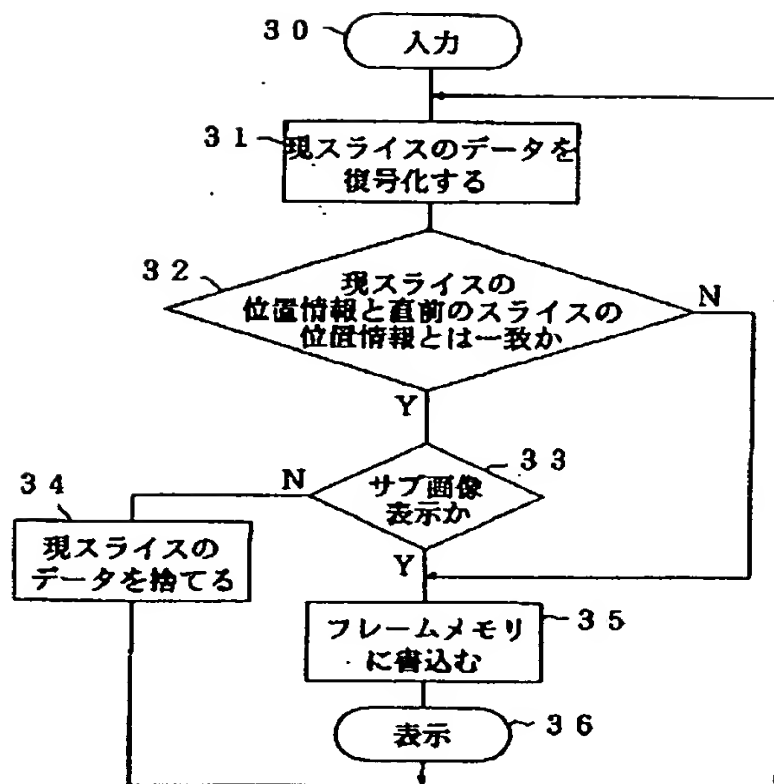 30
入力
31
現スライスのデータを
復号化する
32
現スライスの
位置情報と直前のスライスの
位置情報とは一致か
N
Y
33
サブ画像
表示か
N
34
現スライスの
データを捨てる
Y
フレームメモリ
に書込む
35
表示
36